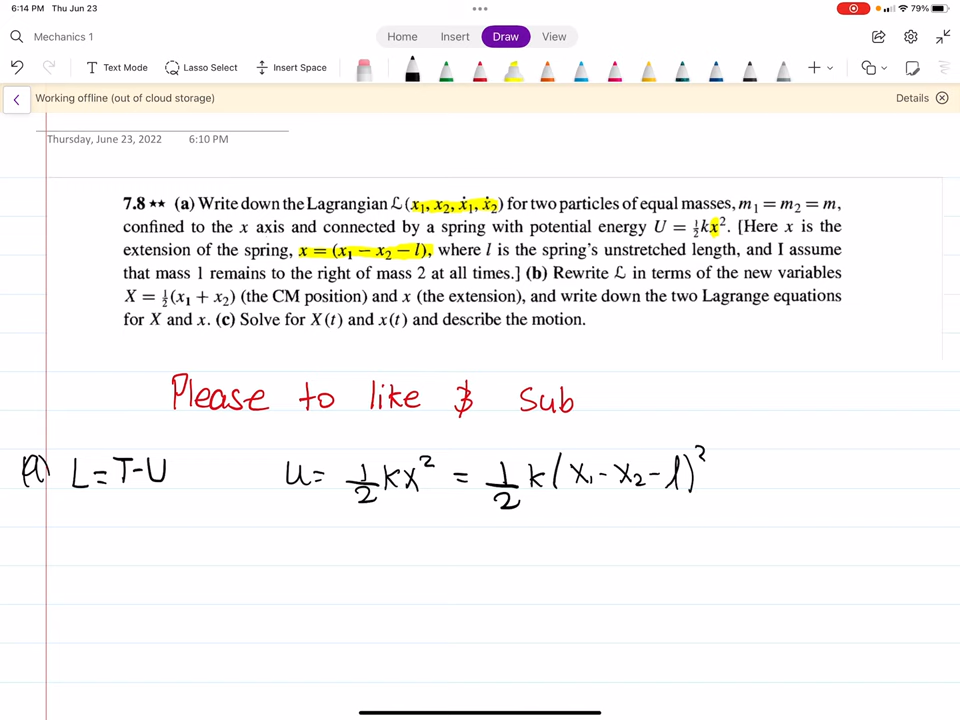 6:14 PM Thu Jun 23 79%
Mechanics 1
Home Insert Draw View
Text Mode Lasso Select Insert Space
Working offline (out of cloud storage) Details
Thursday, June 23, 2022 6:10 PM
7.8 ★★ (a) Write down the Lagrangian ℒ(x₁, x₂, ẋ₁, ẋ₂) for two particles of equal masses, m₁ = m₂ = m,
confined to the x axis and connected by a spring with potential energy U = ½kx². [Here x is the
extension of the spring, x = (x₁ − x₂ − l), where l is the spring's unstretched length, and I assume
that mass 1 remains to the right of mass 2 at all times.] (b) Rewrite ℒ in terms of the new variables
X = ½(x₁ + x₂) (the CM position) and x (the extension), and write down the two Lagrange equations
for X and x. (c) Solve for X(t) and x(t) and describe the motion.
Please to like & Sub
(a) L = T-U U = 1/2 kx² = 1/2 k(x₁ - x₂ - l)²